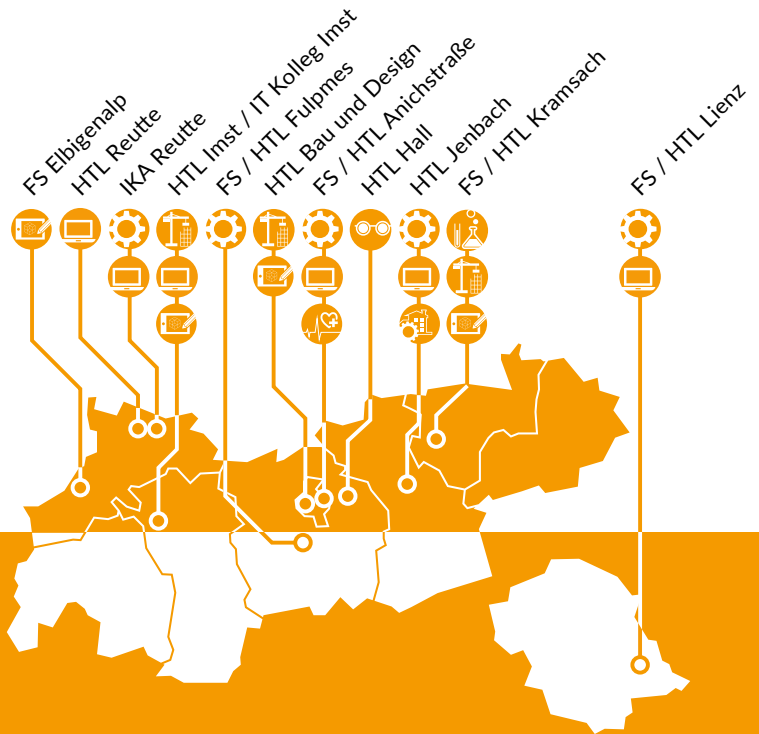 FS Elbigenalp
HTL Reutte
IKA Reutte
HTL Imst / IT Kolleg Imst
FS / HTL Fulpmes
HTL Bau und Design
FS / HTL Anichstraße
HTL Hall
HTL Jenbach
FS / HTL Kramsach
FS / HTL Lienz